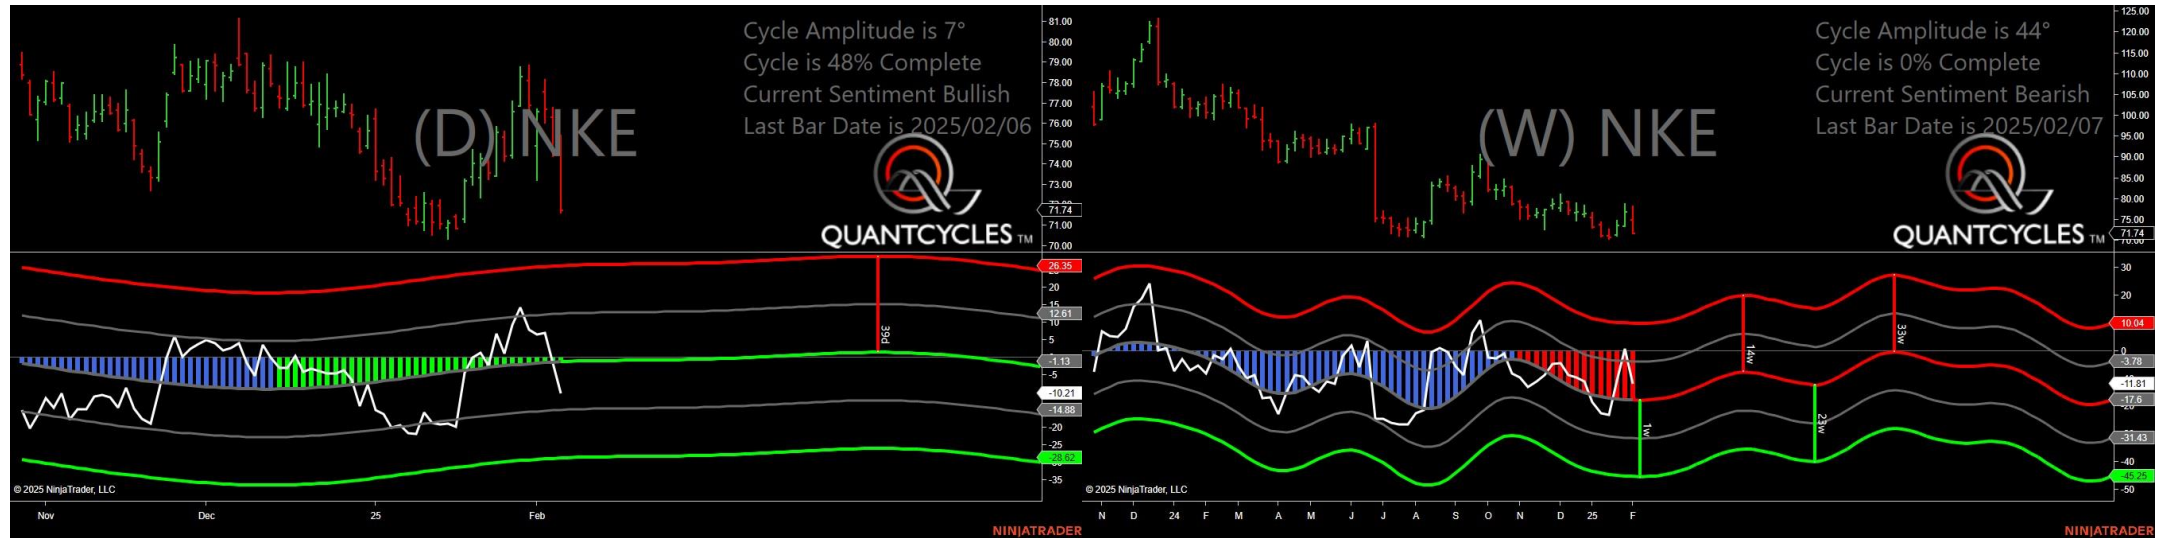 Cycle Amplitude is 7°
Cycle is 48% Complete
Current Sentiment Bullish
Last Bar Date is 2025/02/06
(D) NKE
QUANTCYCLES TM
81.00
80.00
79.00
78.00
77.00
76.00
75.00
74.00
73.00
71.74
71.00
70.00
26.35
20
15
12.61
10
5
-1.13
-5
-10.21
-14.88
-20
-25
-28.62
-35
39d
© 2025 NinjaTrader, LLC
Nov
Dec
25
Feb
NINJATRADER
Cycle Amplitude is 44°
Cycle is 0% Complete
Current Sentiment Bearish
Last Bar Date is 2025/02/07
(W) NKE
QUANTCYCLES TM
125.00
120.00
115.00
110.00
105.00
100.00
95.00
90.00
85.00
80.00
75.00
71.74
30
20
10.04
0
-3.78
-11.81
-17.6
-31.43
-40
-45.25
-50
1w
14w
23w
33w
© 2025 NinjaTrader, LLC
N D 24 F M A M J J A S O N D 25 F
NINJATRADER